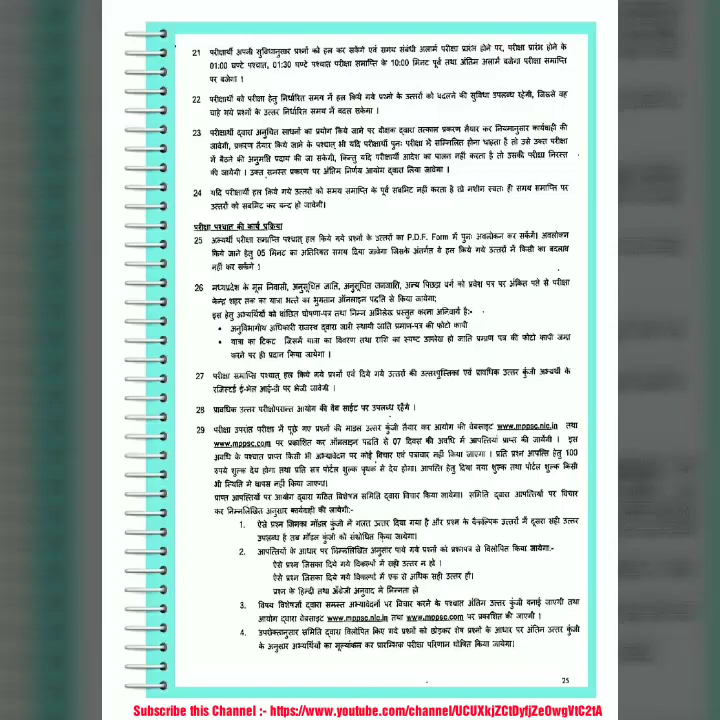 21 परीक्षार्थी अपनी सुविधानुसार प्रश्नों को हल कर सकेंगे एवं समय संबंधी अलार्म परीक्षा प्रारंभ होने पर, परीक्षा प्रारंभ होने के
01:00 घण्टे पश्चात, 01:30 घण्टे पश्चात परीक्षा समाप्ति के 10:00 मिनट पूर्व तथा अंतिम अलार्म बजेगा परीक्षा समाप्ति
पर बजेगा ।
22 परीक्षार्थी को परीक्षा हेतु निर्धारित समय में हल किये गये प्रश्नों के उत्तरों को बदलने की सुविधा उपलब्ध रहेगी, जिससे वह
चाहे गये प्रश्नों के उत्तर निर्धारित समय में बदल सकेगा ।
23 परीक्षार्थी द्वारा अनुचित साधनों का प्रयोग किये जाने पर वीक्षक द्वारा तत्काल प्रकरण तैयार कर नियमानुसार कार्यवाही की
जावेगी, प्रकरण तैयार किये जाने के पश्चात् भी यदि परीक्षार्थी पुनः परीक्षा में सम्मिलित होना चाहता है तो उसे उक्त परीक्षा
में बैठने की अनुमति प्रदाय की जा सकेगी, किन्तु यदि परीक्षार्थी आदेश का पालन नहीं करता है तो उसकी परीक्षा निरस्त
की जायेगी । उक्त समस्त प्रकरण पर अंतिम निर्णय आयोग द्वारा लिया जावेगा ।
24 यदि परीक्षार्थी हल किये गये उत्तरों को समय समाप्ति के पूर्व सबमिट नहीं करता है तो मशीन स्वतः ही समय समाप्ति पर
उत्तरों को सबमिट कर बन्द हो जावेगी।
परीक्षा पश्चात की कार्य प्रक्रिया
25 अभ्यर्थी परीक्षा समाप्ति पश्चात् हल किये गये प्रश्नों के उत्तरों का P.D.F. Form में पुनः अवलोकन कर सकेंगे। अवलोकन
किये जाने हेतु 05 मिनट का अतिरिक्त समय दिया जावेगा जिसके अंतर्गत वे हल किये गये उत्तरों में किसी का बदलाव
नहीं कर सकेंगे ।
26 मध्यप्रदेश के मूल निवासी, अनुसूचित जाति, अनुसूचित जनजाति, अन्य पिछड़ा वर्ग को प्रवेश पत्र पर अंकित पते से परीक्षा
केन्द्र शहर तक का यात्रा भत्ते का भुगतान ऑनलाइन पद्धति से किया जायेगा;
इस हेतु अभ्यर्थियों को वांछित घोषणा-पत्र तथा निम्न अभिलेख प्रस्तुत करना अनिवार्य है:-
• अनुविभागीय अधिकारी राजस्व द्वारा जारी स्थायी जाति प्रमाण-पत्र की फोटो कापी
• यात्रा का टिकट जिसमें यात्रा का विवरण तथा राशि का स्पष्ट उल्लेख हो जाति प्रमाण पत्र की फोटो कापी जमा
करने पर ही प्रदान किया जायेगा ।
27 परीक्षा समाप्ति पश्चात् हल किये गये प्रश्नों एवं दिये गये उत्तरों की उत्तरपुस्तिका एवं प्रावधिक उत्तर कुंजी अभ्यर्थी के
रजिस्टर्ड ई-मेल आई-डी पर भेजी जावेगी ।
28 प्रावधिक उत्तर परीक्षोपरान्त आयोग की वेब साईट पर उपलब्ध रहेंगे ।
29 परीक्षा उपरांत परीक्षा में पूछे गए प्रश्नों की माडल उत्तर कुंजी तैयार कर आयोग की वेबसाइट www.mppsc.nic.in तथा
www.mppsc.com पर प्रकाशित कर ऑनलाइन पद्धति से 07 दिवस की अवधि में आपत्तियां प्राप्त की जायेंगी । इस
अवधि के पश्चात प्राप्त किसी भी अभ्यावेदन पर कोई विचार एवं पत्राचार नहीं किया जाएगा । प्रति प्रश्न आपत्ति हेतु 100
रुपये शुल्क देय होगा तथा प्रति सत्र पोर्टल शुल्क पृथक से देय होगा। आपत्ति हेतु दिया गया शुल्क तथा पोर्टल शुल्क किसी
भी स्थिति में वापस नहीं किया जाएगा।
प्राप्त आपत्तियों पर आयोग द्वारा गठित विशेषज्ञ समिति द्वारा विचार किया जायेगा। समिति द्वारा आपत्तियों पर विचार
कर निम्नलिखित अनुसार कार्यवाही की जायेगी:-
1. ऐसे प्रश्न जिनका मॉडल कुंजी में गलत उत्तर दिया गया है और प्रश्न के वैकल्पिक उत्तरों में दूसरा सही उत्तर
उपलब्ध है तब मॉडल कुंजी को संशोधित किया जायेगा।
2. आपत्तियों के आधार पर निम्नलिखित अनुसार पाये गये प्रश्नों को प्रश्नपत्र से विलोपित किया जायेगा:-
ऐसे प्रश्न जिसका दिये गये विकल्पों में सही उत्तर न हो ।
ऐसे प्रश्न जिसका दिये गये विकल्पों में एक से अधिक सही उत्तर हों।
प्रश्न के हिन्दी तथा अंग्रेजी अनुवाद में भिन्नता हो
3. विषय विशेषज्ञों द्वारा समस्त अभ्यावेदनों पर विचार करने के पश्चात अंतिम उत्तर कुंजी बनाई जाएगी तथा
आयोग द्वारा वेबसाइट www.mppsc.nic.in तथा www.mppsc.com पर प्रकाशित की जाएगी ।
4. उपरोक्तानुसार समिति द्वारा विलोपित किए गये प्रश्नों को छोड़कर शेष प्रश्नों के आधार पर अंतिम उत्तर कुंजी
के अनुसार अभ्यर्थियों का मूल्यांकन कर प्रारम्भिक परीक्षा परिणाम घोषित किया जायेगा।
25
Subscribe this Channel :- https://www.youtube.com/channel/UCUXkjZCtDyfjZe0wgVtC2tA